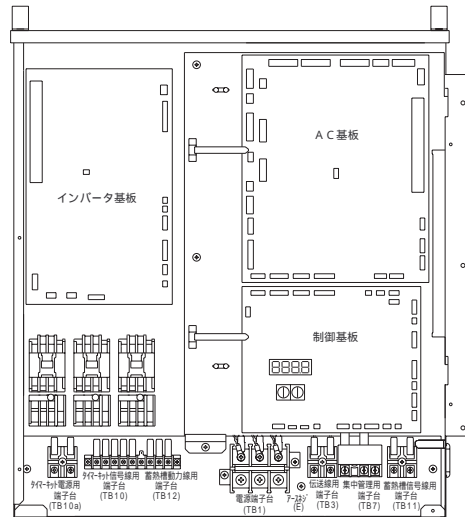 AC基板
インバータ基板
制御基板
8888
ﾀｲﾏｰｷｯﾄ電源用
端子台
(TB10a)
ﾀｲﾏｰｷｯﾄ信号線用
端子台
(TB10)
蓄熱槽動力線用
端子台
(TB12)
電源端子台
(TB1)
ｱｰｽﾈｼﾞ
(E)
伝送線用
端子台
(TB3)
集中管理用
端子台
(TB7)
蓄熱槽信号線用
端子台
(TB11)